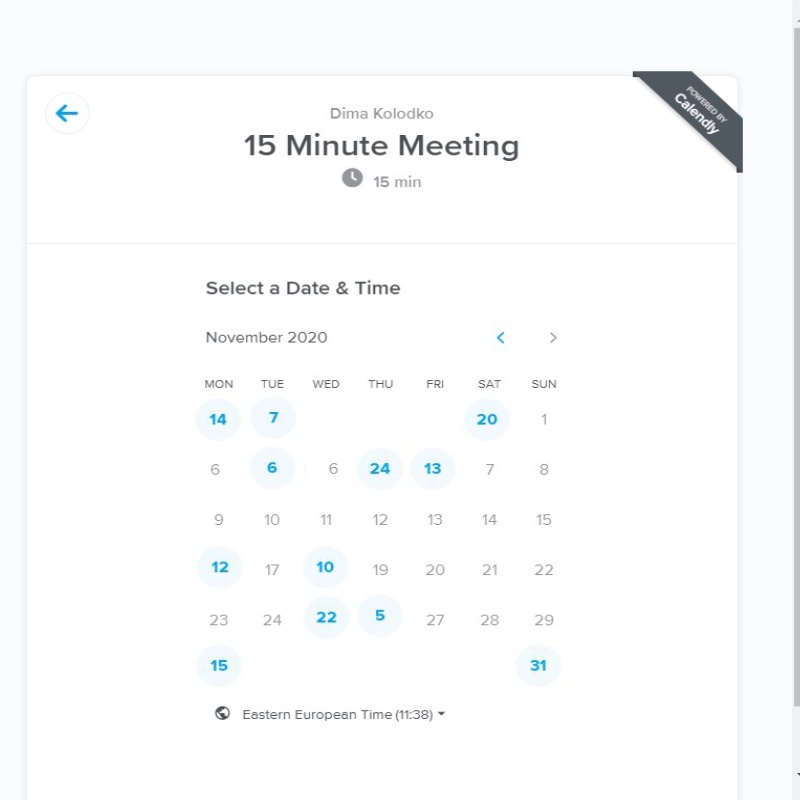 POWERED BY
Calendly
Dima Kolodko
15 Minute Meeting
15 min
Select a Date & Time
November 2020
MON TUE WED THU FRI SAT SUN
14 7 20 1
6 6 6 24 13 7 8
9 10 11 12 13 14 15
12 17 10 19 20 21 22
23 24 22 5 27 28 29
15 31
Eastern European Time (11:38)